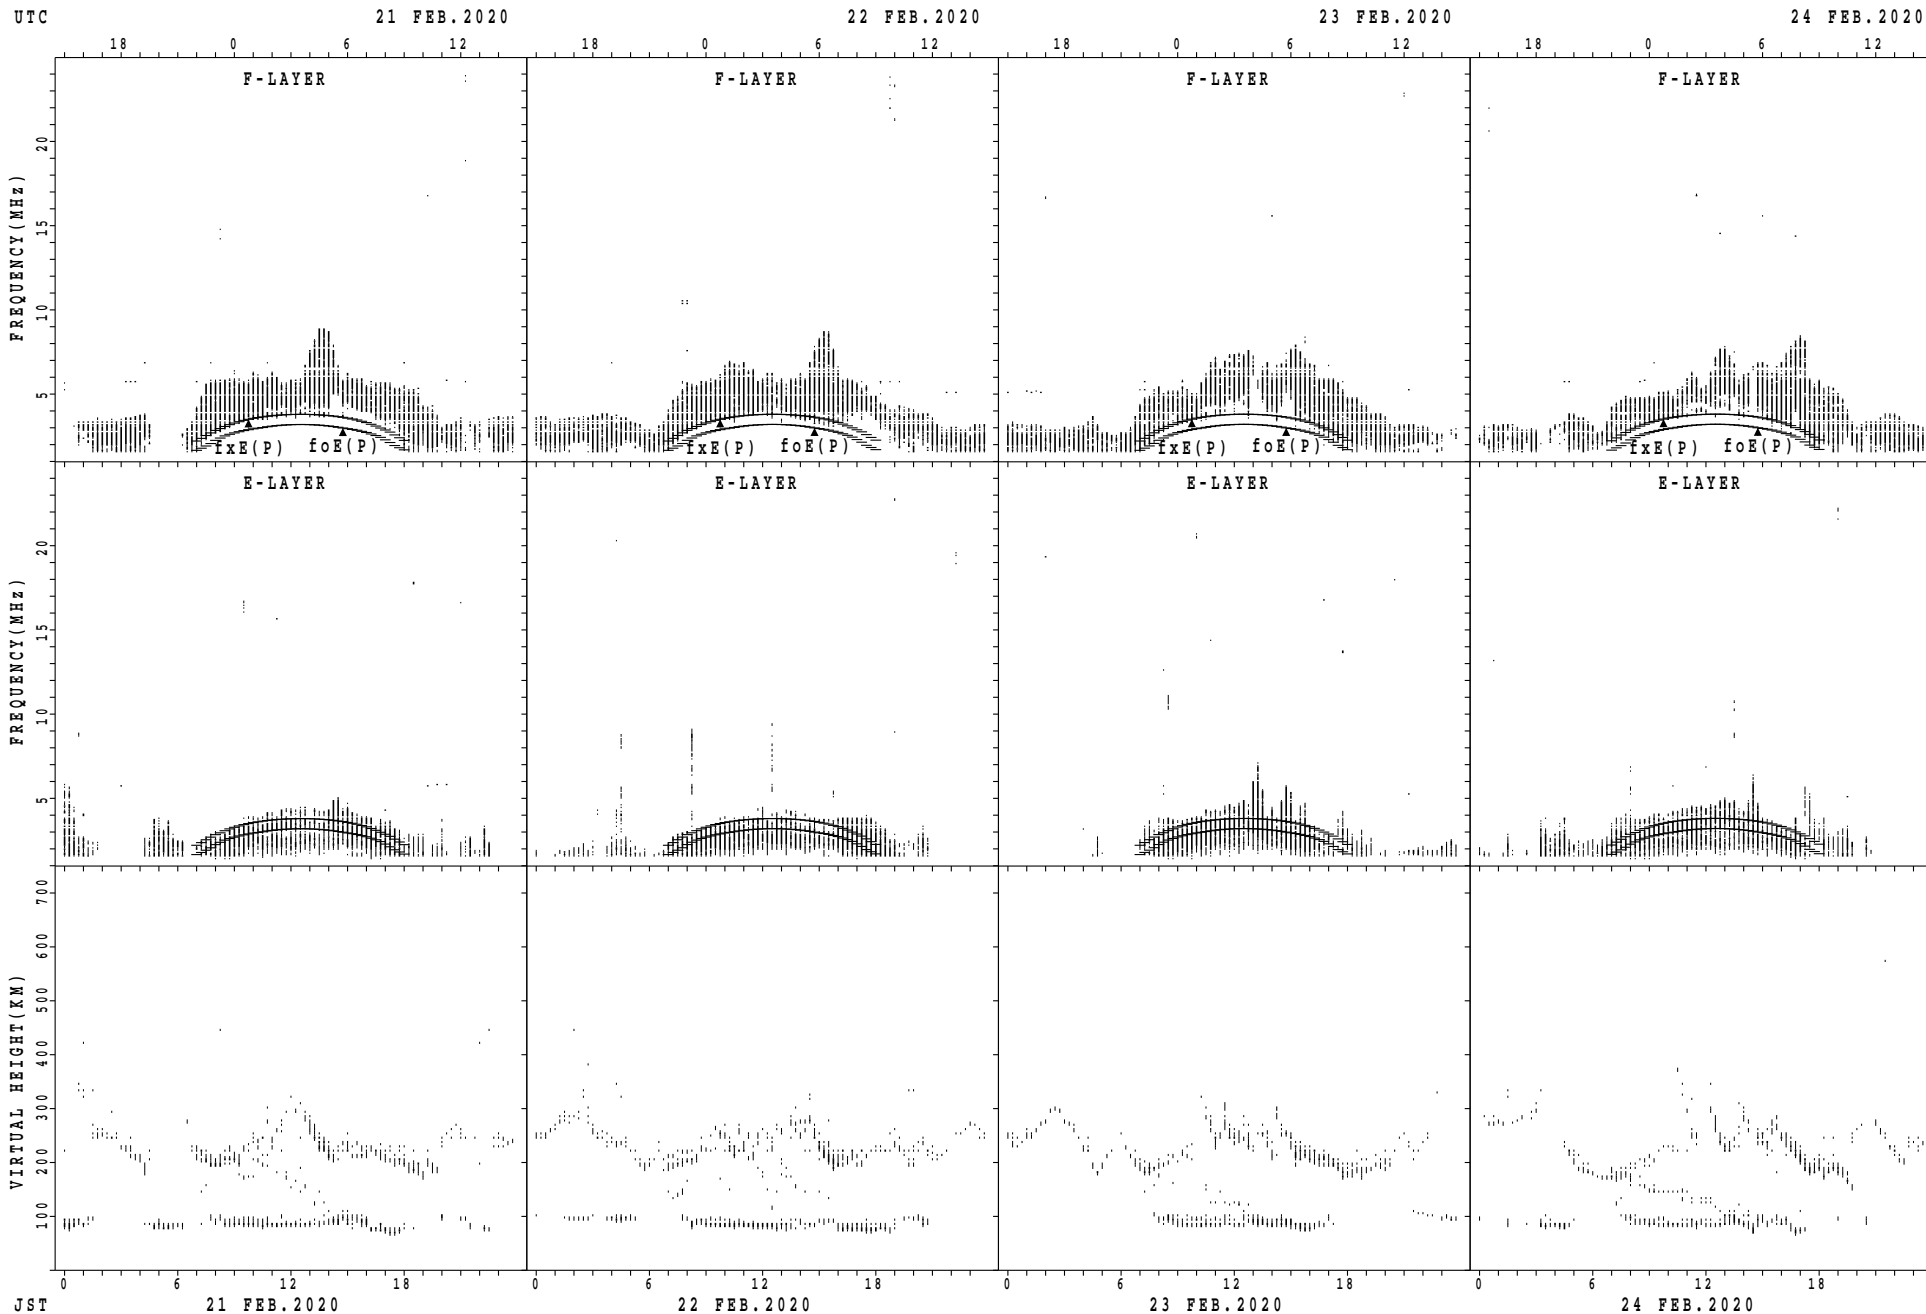 UTC 21 FEB.2020 22 FEB.2020 23 FEB.2020 24 FEB.2020
18 0 6 12 18 0 6 12 18 0 6 12 18 0 6 12
F-LAYER F-LAYER F-LAYER F-LAYER
FREQUENCY(MHz)
20
15
10
5
fxE(P) foE(P) fxE(P) foE(P) fxE(P) foE(P) fxE(P) foE(P)
E-LAYER E-LAYER E-LAYER E-LAYER
FREQUENCY(MHz)
20
15
10
5
VIRTUAL HEIGHT(KM)
700
600
500
400
300
200
100
0 6 12 18 0 6 12 18 0 6 12 18 0 6 12 18
JST 21 FEB.2020 22 FEB.2020 23 FEB.2020 24 FEB.2020